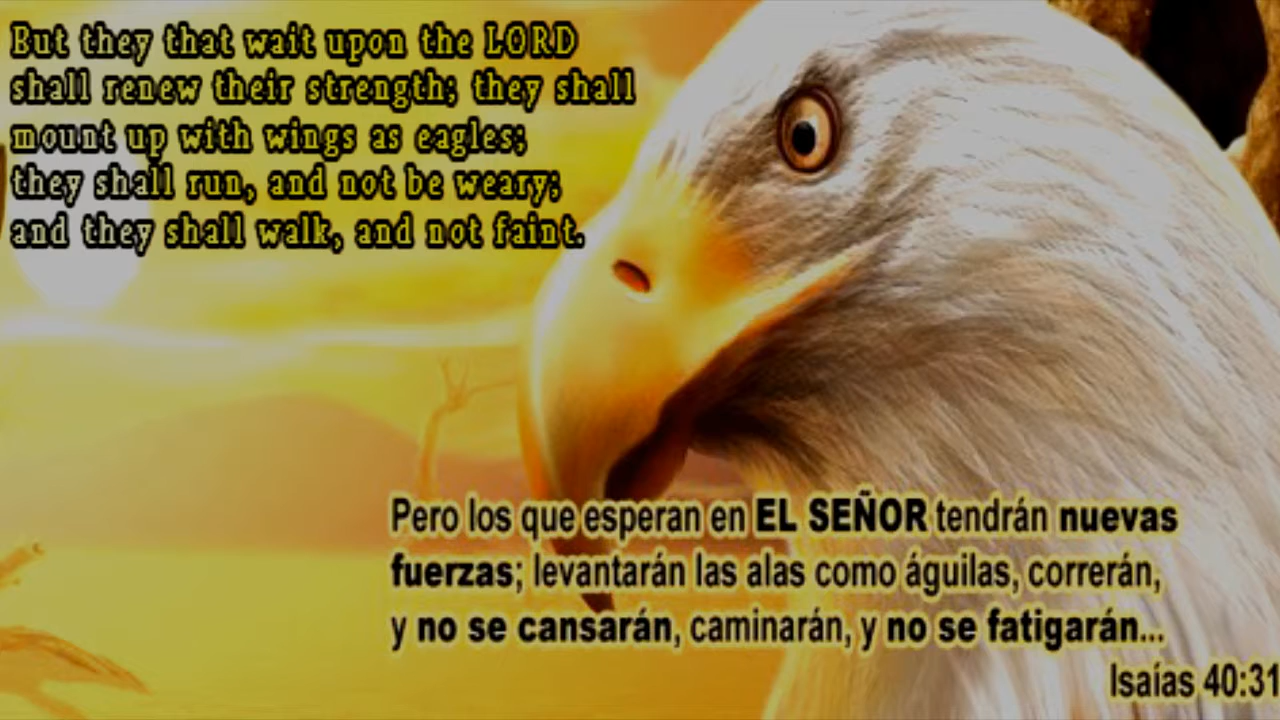 But they that wait upon the LORD
shall renew their strength; they shall
mount up with wings as eagles;
they shall run, and not be weary;
and they shall walk, and not faint.
Pero los que esperan en EL SEÑOR tendrán nuevas
fuerzas; levantarán las alas como águilas, correrán,
y no se cansarán, caminarán, y no se fatigarán...
Isaías 40:31